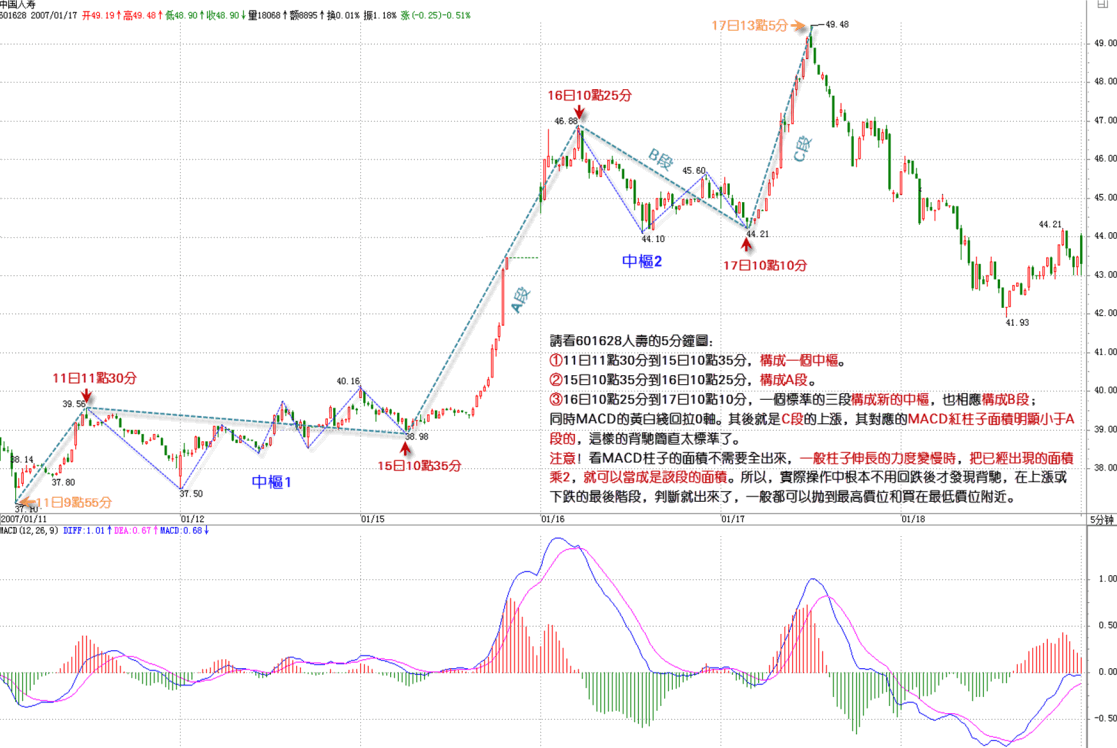 中国人寿
601628 2007/01/17 开49.19↑高49.48↑低48.90↑收48.90↓量18068↑额8895↑换0.01% 振1.18% 涨(-0.25)-0.51%
17日13點5分
49.48
49.00
48.00
16日10點25分
46.88
47.00
B段
C段
46.00
45.60
45.00
44.10
44.21
44.21
44.00
中樞2
17日10點10分
43.00
A段
42.00
41.93
請看601628人壽的5分鐘圖：
41.00
①11日11點30分到15日10點35分，構成一個中樞。
11日11點30分
40.16
②15日10點35分到16日10點25分，構成A段。
39.56
40.00
③16日10點25分到17日10點10分，一個標準的三段構成新的中樞，也相應構成B段；
同時MACD的黃白綫回拉0軸。其後就是C段的上漲，其對應的MACD紅柱子面積明顯小于A
38.98
39.00
段的，這樣的背馳簡直太標準了。
38.14
15日10點35分
注意！看MACD柱子的面積不需要全出來，一般柱子伸長的力度變慢時，把已經出現的面積
37.80
中樞1
38.00
乘2，就可以當成是該段的面積。所以，實際操作中根本不用回跌後才發現背馳，在上漲或
37.50
下跌的最後階段，判斷就出來了，一般都可以拋到最高價位和買在最低價位附近。
11日9點55分
37.10
2007/01/11
01/12
01/15
01/16
01/17
01/18
5分钟
MACD(12,26,9) DIFF:1.01↑DEA:0.67↑MACD:0.68↓
1.00
0.50
0.00
-0.50